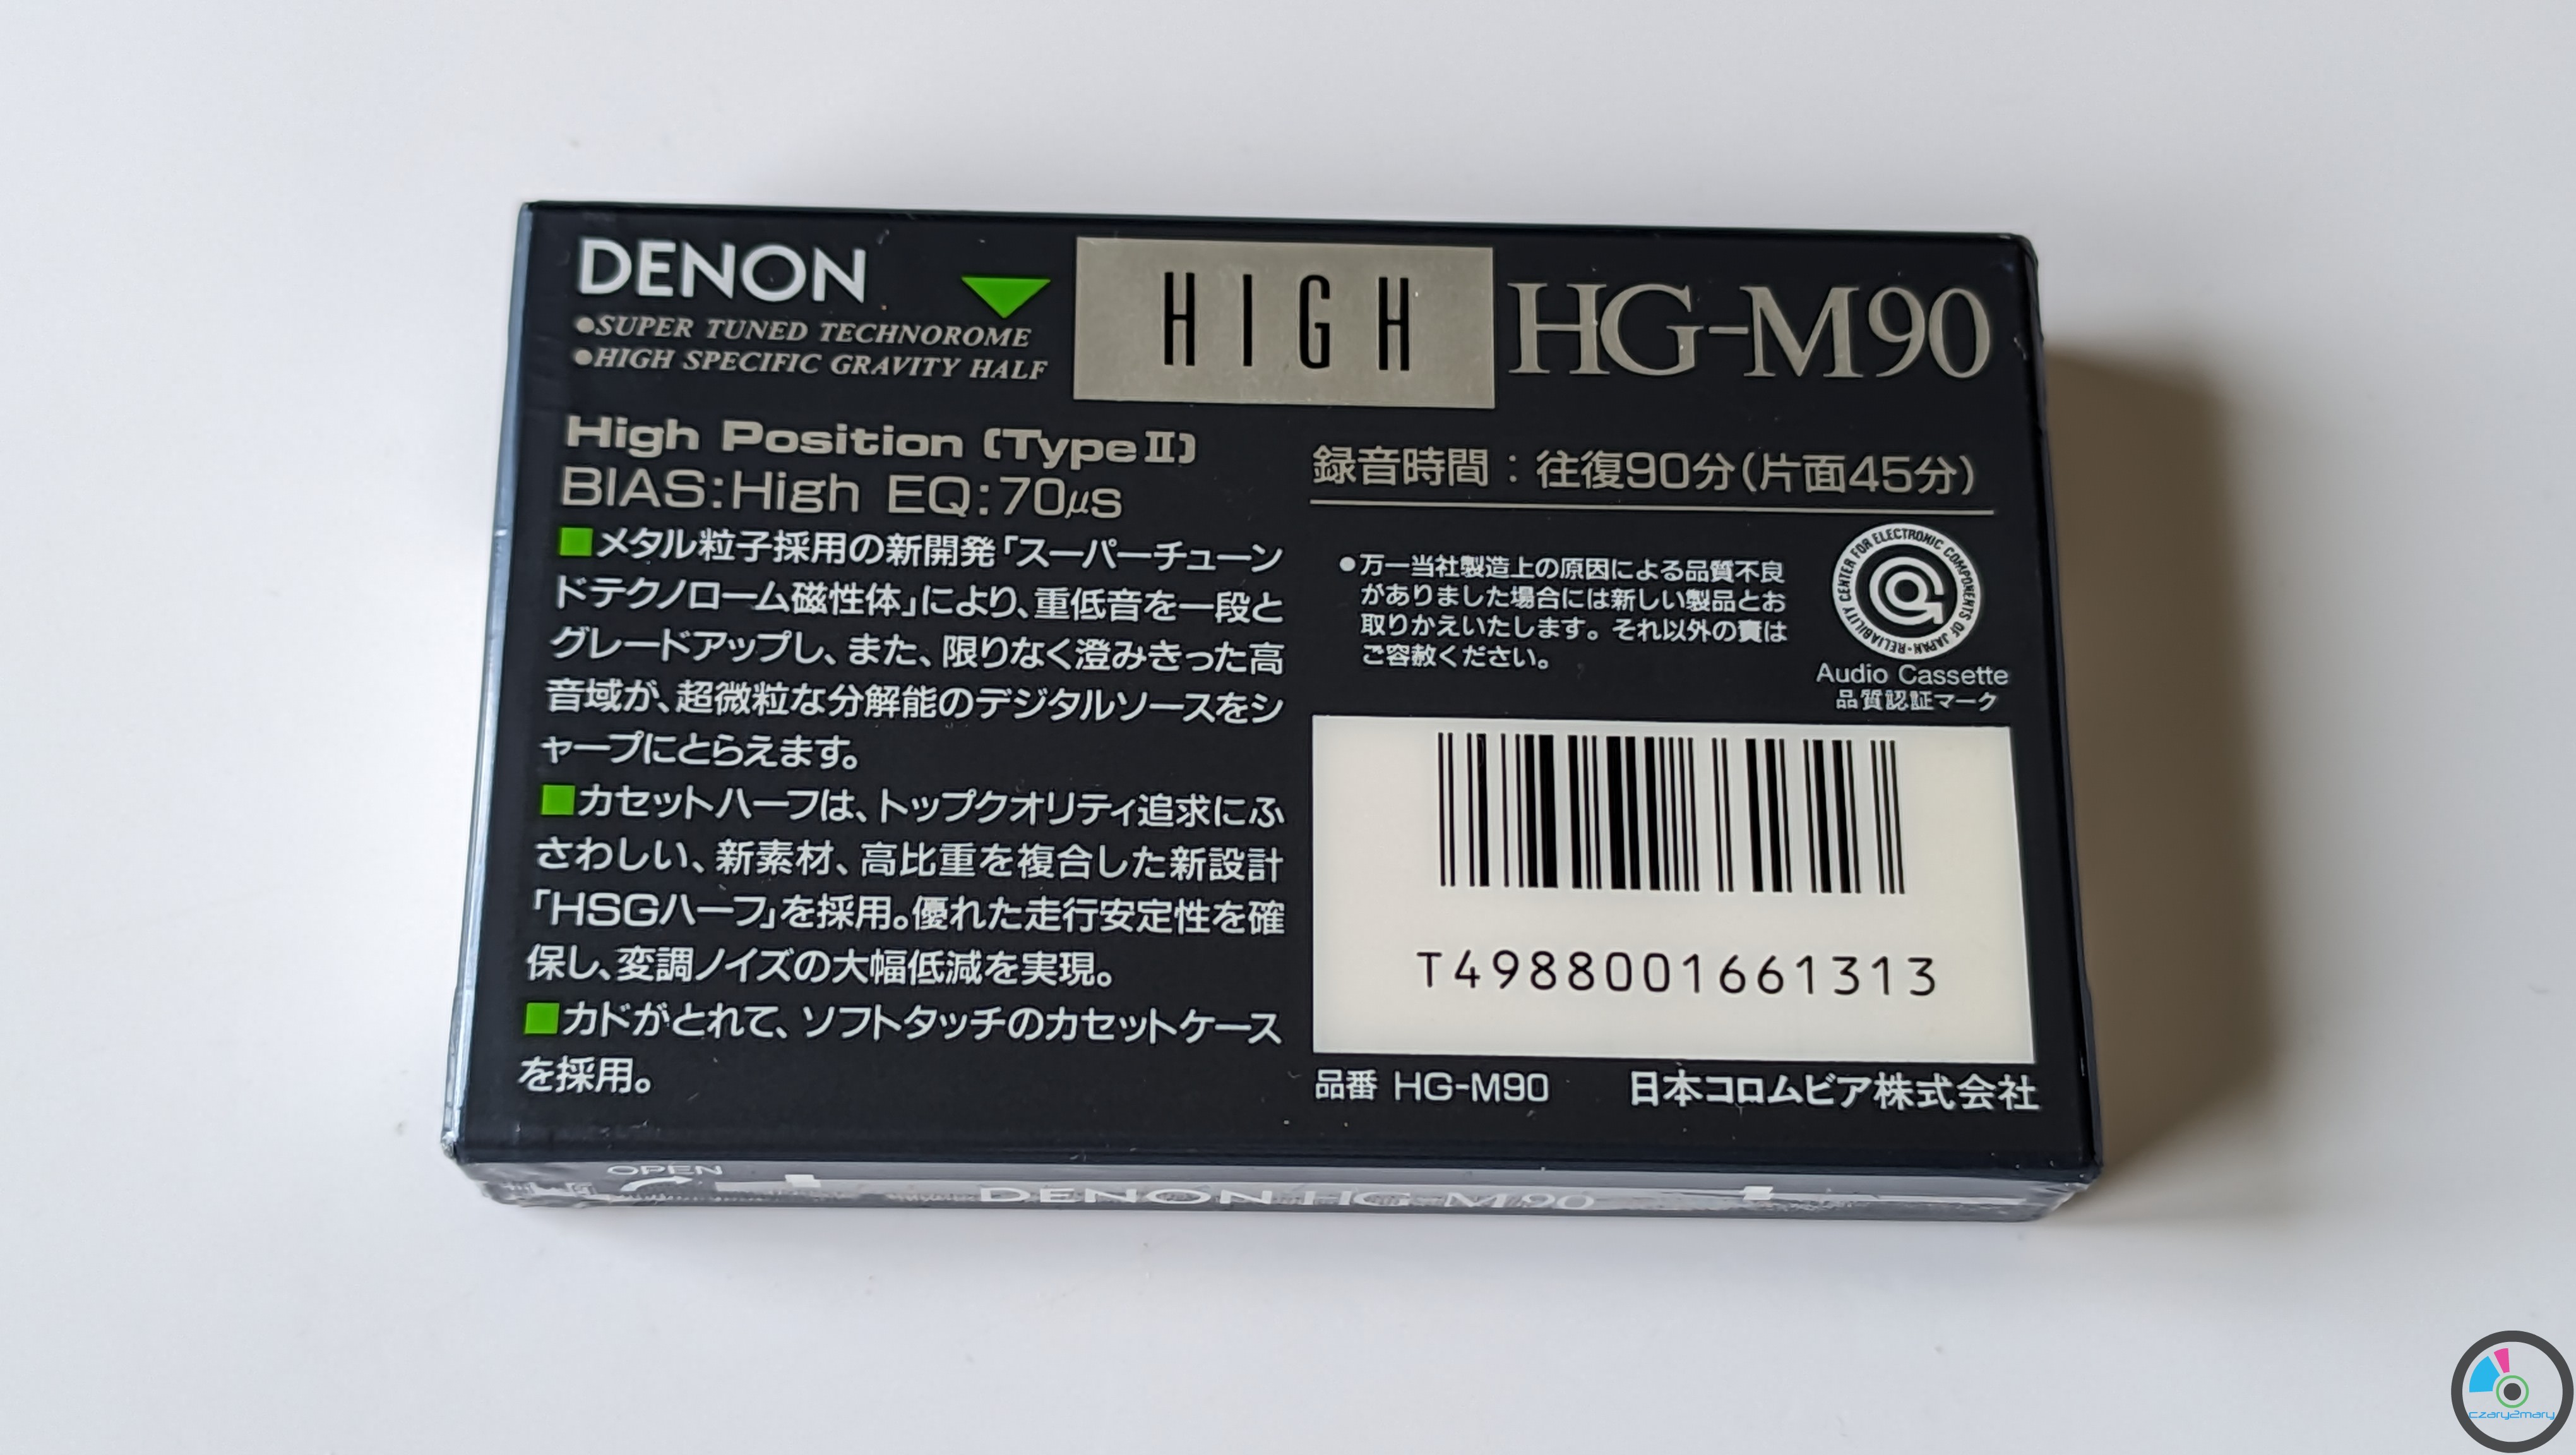 DENON
●SUPER TUNED TECHNOROME
●HIGH SPECIFIC GRAVITY HALF
HIGH
HG-M90
High Position (Type II)
BIAS:High EQ:70μs
■メタル粒子採用の新開発「スーパーチューン
ドテクノローム磁性体」により、重低音を一段と
グレードアップし、また、限りなく澄みきった高
音域が、超微粒な分解能のデジタルソースをシ
ャープにとらえます。
■カセットハーフは、トップクオリティ追求にふ
さわしい、新素材、高比重を複合した新設計
「HSGハーフ」を採用。優れた走行安定性を確
保し、変調ノイズの大幅低減を実現。
■カドがとれて、ソフトタッチのカセットケース
を採用。
録音時間：往復90分(片面45分)
●万一当社製造上の原因による品質不良
がありました場合には新しい製品とお
取りかえいたします。それ以外の責は
ご容赦ください。
RELIABILITY CENTER FOR ELECTRONIC COMPONENTS OF JAPAN
Audio Cassette
品質認証マーク
T4988001661313
品番 HG-M90
日本コロムビア株式会社
OPEN
DENON HG-M90
czary2mary